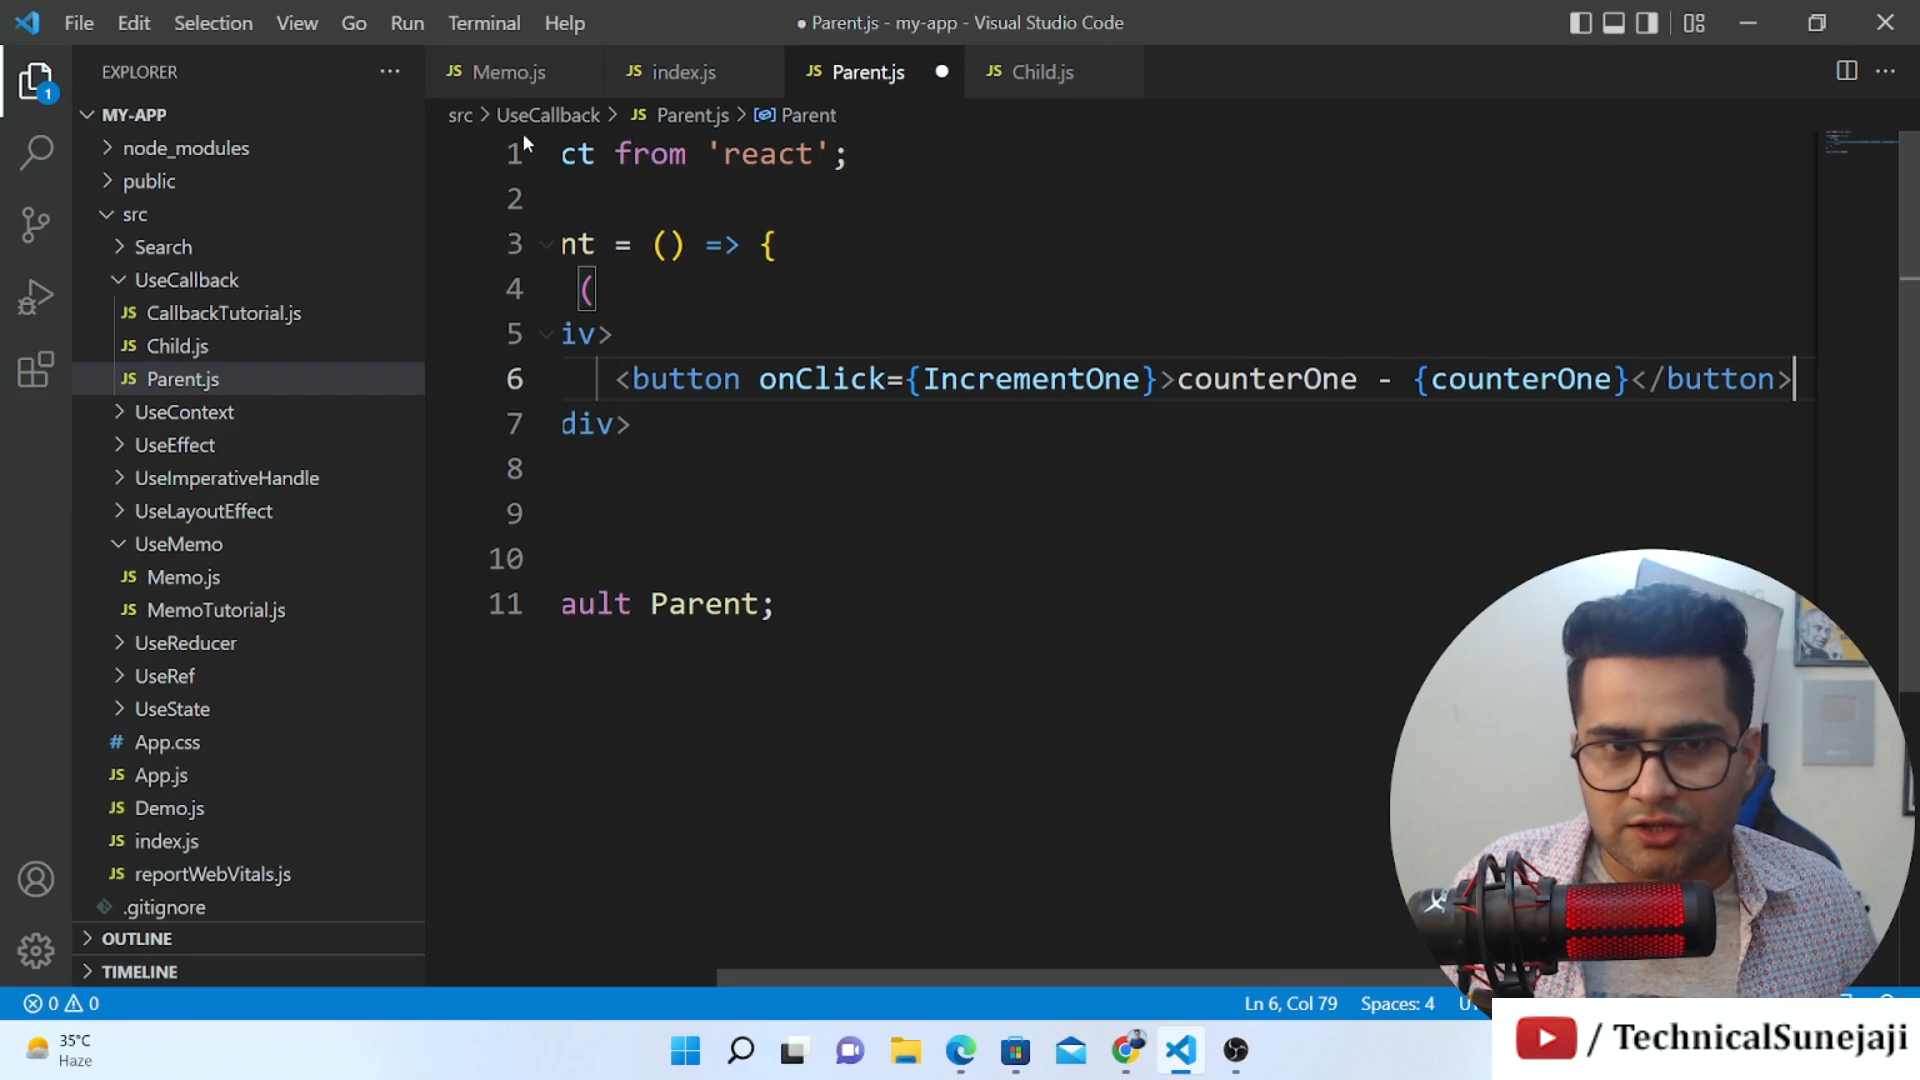 File Edit Selection View Go Run Terminal Help
● Parent.js - my-app - Visual Studio Code
EXPLORER
1
MY-APP
node_modules
public
src
Search
UseCallback
JS CallbackTutorial.js
JS Child.js
JS Parent.js
UseContext
UseEffect
UseImperativeHandle
UseLayoutEffect
UseMemo
JS Memo.js
JS MemoTutorial.js
UseReducer
UseRef
UseState
# App.css
JS App.js
JS Demo.js
JS index.js
JS reportWebVitals.js
.gitignore
OUTLINE
TIMELINE
JS Memo.js JS index.js JS Parent.js JS Child.js
src > UseCallback > JS Parent.js > Parent
1 ct from 'react';
2
3 nt = () => {
4 (
5 iv>
6 <button onClick={IncrementOne}>counterOne - {counterOne}</button>
7 div>
8
9
10
11 ault Parent;
0 0
Ln 6, Col 79 Spaces: 4
35°C
Haze
/ TechnicalSunejaji